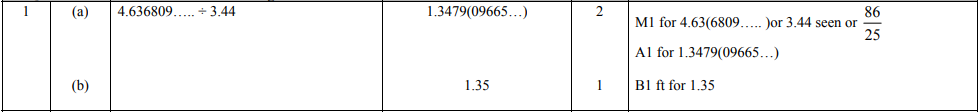 1 (a) 4.636809….. ÷ 3.44 1.3479(09665…) 2 M1 for 4.63(6809….. )or 3.44 seen or 86/25
A1 for 1.3479(09665…)
(b) 1.35 1 B1 ft for 1.35